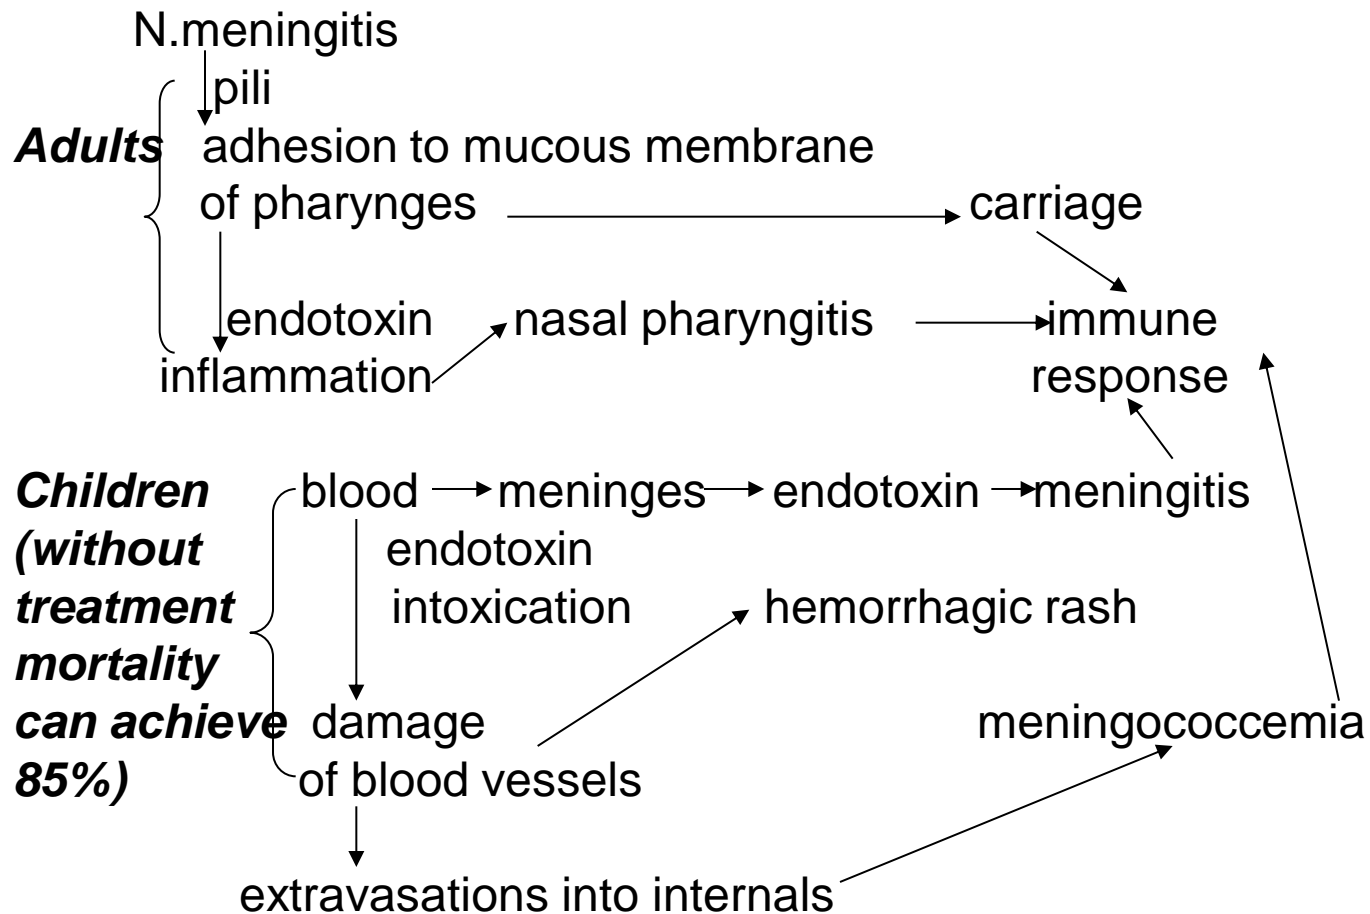 N.meningitis
pili
Adults adhesion to mucous membrane
of pharynges carriage
endotoxin nasal pharyngitis immune
inflammation response
Children blood meninges endotoxin meningitis
(without endotoxin
treatment intoxication hemorrhagic rash
mortality
can achieve damage meningococcemia
85%) of blood vessels
extravasations into internals